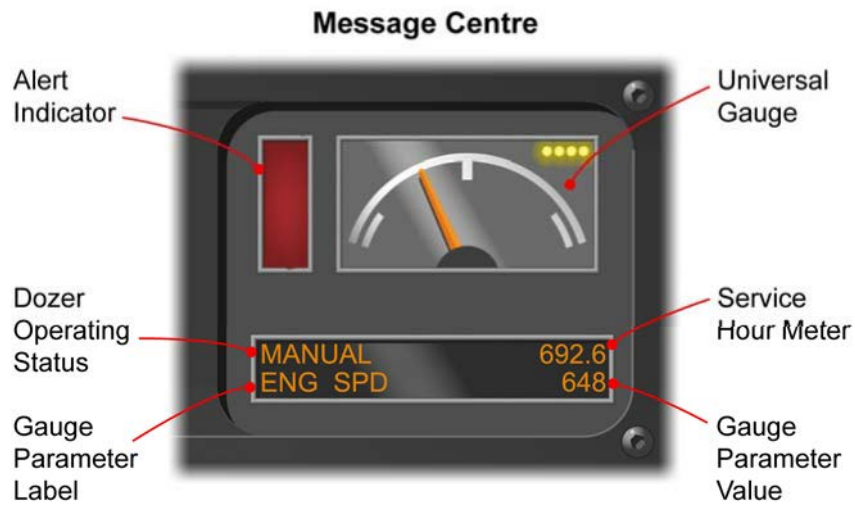 Message Centre
Alert
Indicator
Universal
Gauge
Dozer
Operating
Status
Service
Hour Meter
MANUAL 692.6
ENG SPD 648
Gauge
Parameter
Label
Gauge
Parameter
Value